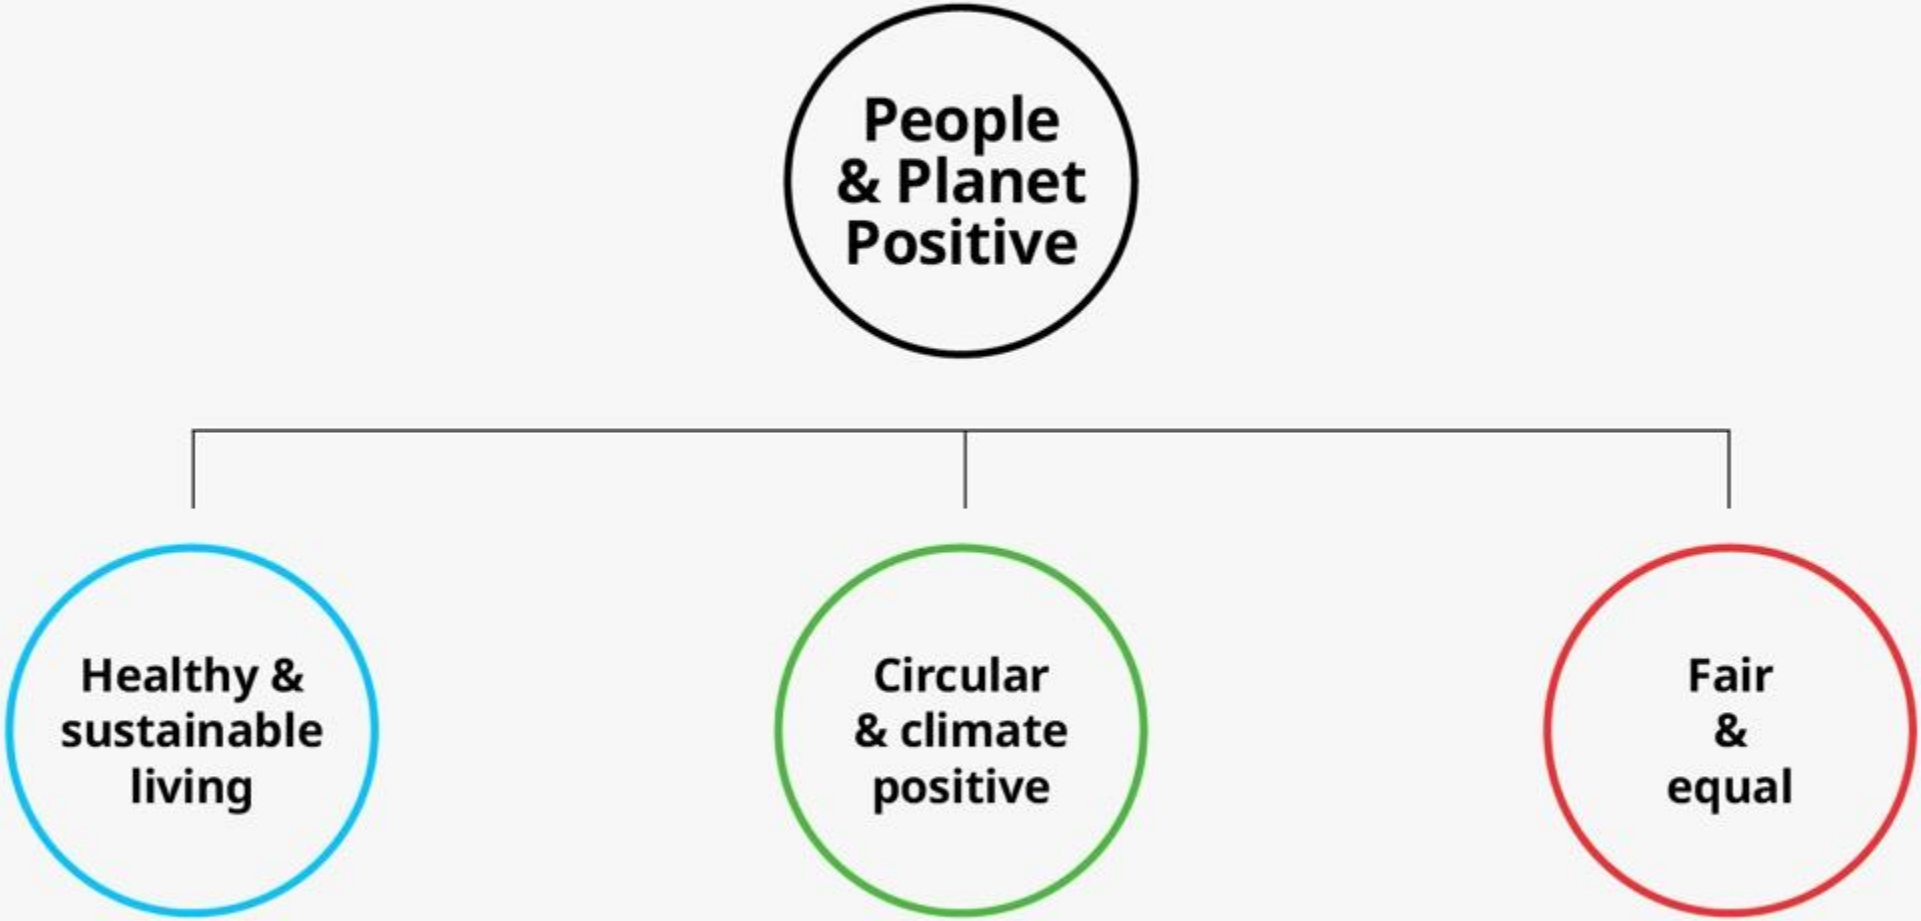 People
& Planet
Positive
Healthy &
sustainable
living
Circular
& climate
positive
Fair
&
equal